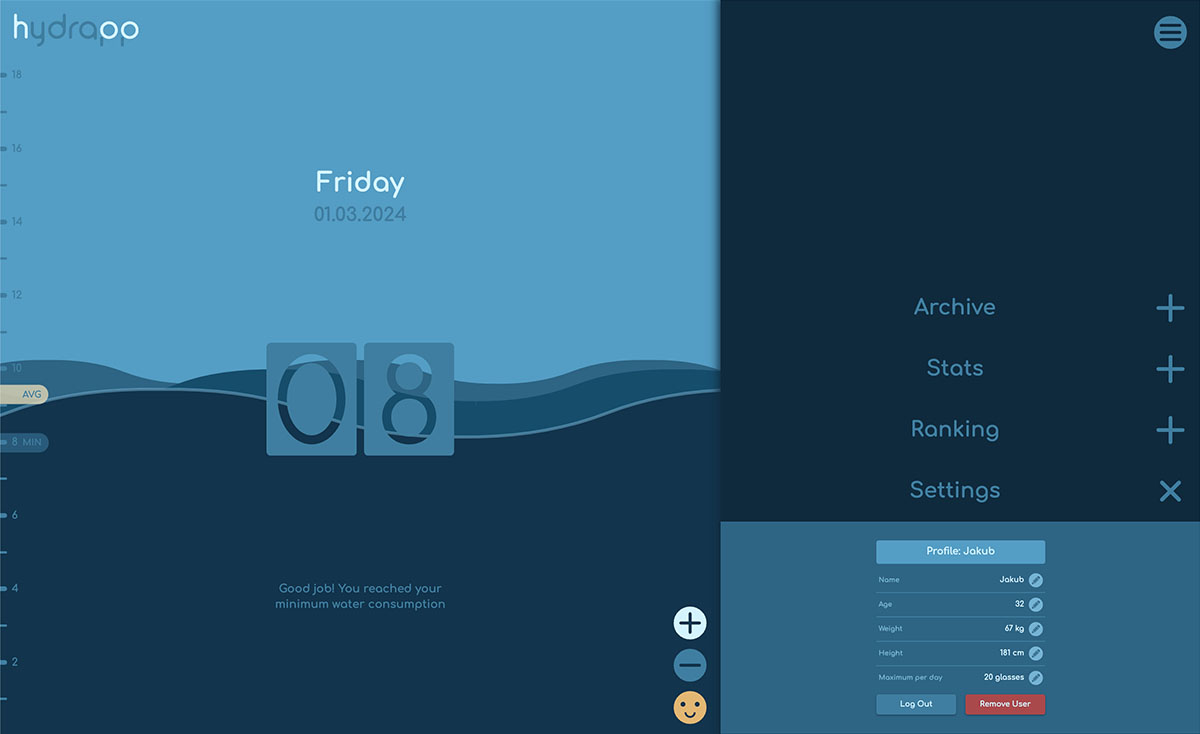 hydrapp
18
16
14
12
10
AVG
8 MIN
6
4
2
Friday
01.03.2024
08
Good job! You reached your
minimum water consumption
Archive
Stats
Ranking
Settings
Profile: Jakub
Name Jakub
Age 32
Weight 67 kg
Height 181 cm
Maximum per day 20 glasses
Log Out Remove User